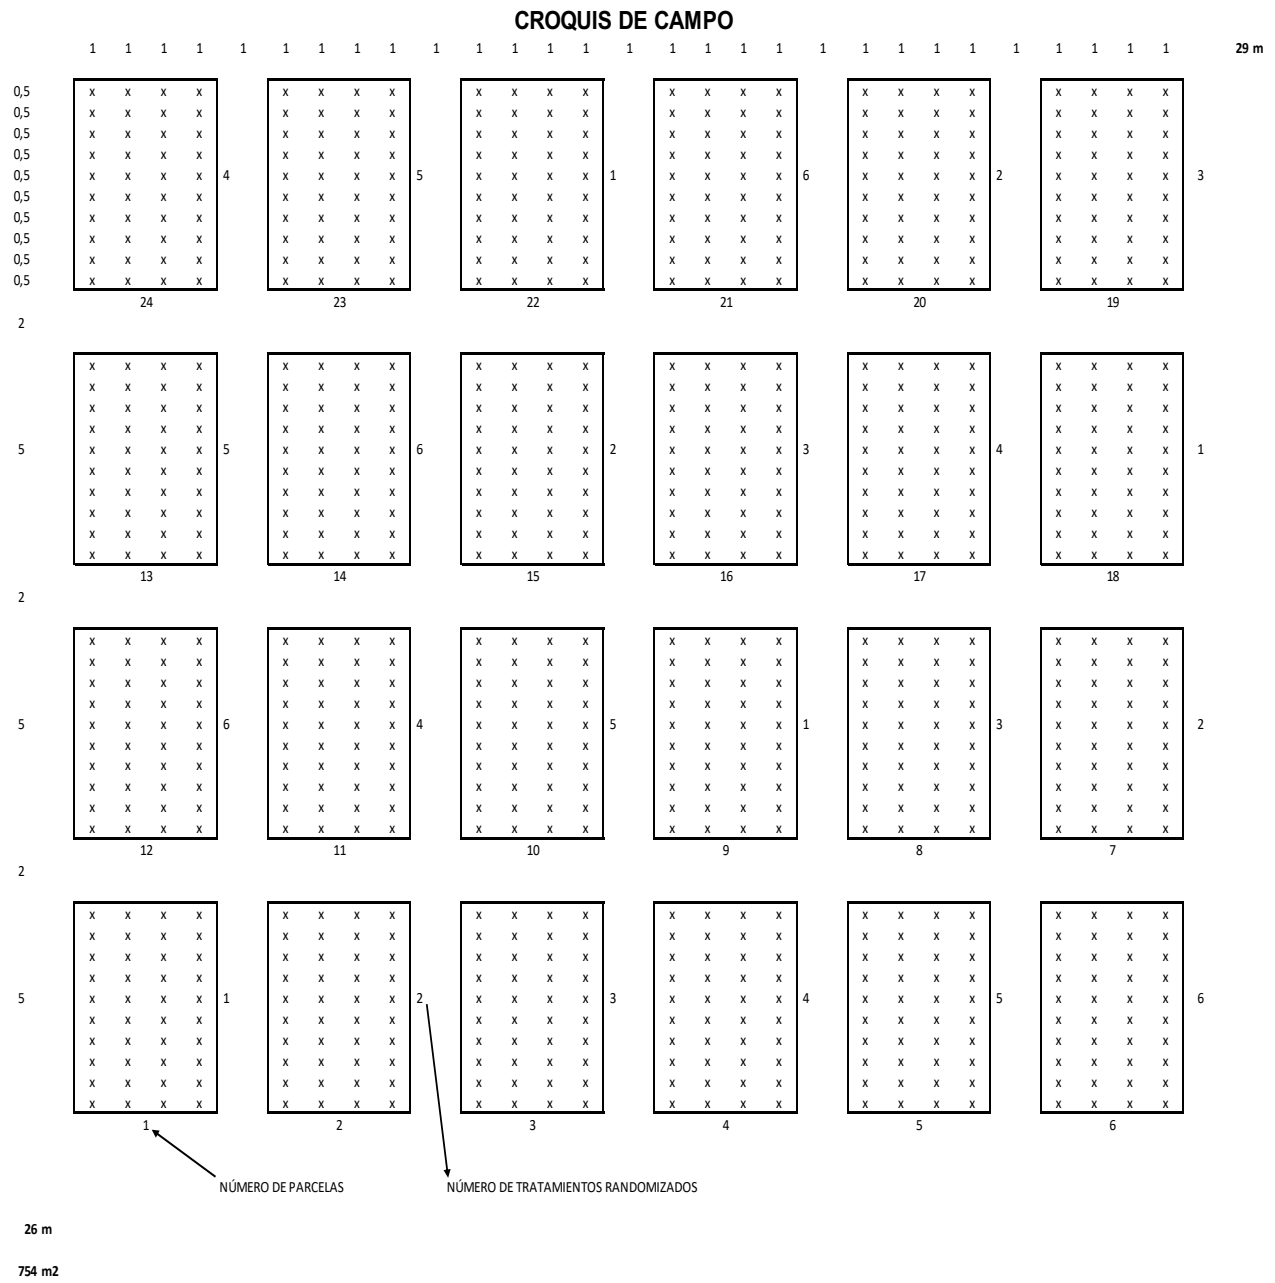 CROQUIS DE CAMPO
1 1 1 1 1 1 1 1 1 1 1 1 1 1 1 1 1 1 1 1 1 1 1 1 1 1 1 1 1 29 m
0,5 x x x x x x x x x x x x x x x x x x x x x x x x
0,5 x x x x x x x x x x x x x x x x x x x x x x x x
0,5 x x x x x x x x x x x x x x x x x x x x x x x x
0,5 x x x x x x x x x x x x x x x x x x x x x x x x
0,5 x x x x 4 x x x x 5 x x x x 1 x x x x 6 x x x x 2 x x x x 3
0,5 x x x x x x x x x x x x x x x x x x x x x x x x
0,5 x x x x x x x x x x x x x x x x x x x x x x x x
0,5 x x x x x x x x x x x x x x x x x x x x x x x x
0,5 x x x x x x x x x x x x x x x x x x x x x x x x
0,5 x x x x x x x x x x x x x x x x x x x x x x x x
24 23 22 21 20 19
2
x x x x x x x x x x x x x x x x x x x x x x x x
x x x x x x x x x x x x x x x x x x x x x x x x
x x x x x x x x x x x x x x x x x x x x x x x x
x x x x x x x x x x x x x x x x x x x x x x x x
5 x x x x 5 x x x x 6 x x x x 2 x x x x 3 x x x x 4 x x x x 1
x x x x x x x x x x x x x x x x x x x x x x x x
x x x x x x x x x x x x x x x x x x x x x x x x
x x x x x x x x x x x x x x x x x x x x x x x x
x x x x x x x x x x x x x x x x x x x x x x x x
x x x x x x x x x x x x x x x x x x x x x x x x
13 14 15 16 17 18
2
x x x x x x x x x x x x x x x x x x x x x x x x
x x x x x x x x x x x x x x x x x x x x x x x x
x x x x x x x x x x x x x x x x x x x x x x x x
x x x x x x x x x x x x x x x x x x x x x x x x
5 x x x x 6 x x x x 4 x x x x 5 x x x x 1 x x x x 3 x x x x 2
x x x x x x x x x x x x x x x x x x x x x x x x
x x x x x x x x x x x x x x x x x x x x x x x x
x x x x x x x x x x x x x x x x x x x x x x x x
x x x x x x x x x x x x x x x x x x x x x x x x
x x x x x x x x x x x x x x x x x x x x x x x x
12 11 10 9 8 7
2
x x x x x x x x x x x x x x x x x x x x x x x x
x x x x x x x x x x x x x x x x x x x x x x x x
x x x x x x x x x x x x x x x x x x x x x x x x
x x x x x x x x x x x x x x x x x x x x x x x x
5 x x x x 1 x x x x 2 x x x x 3 x x x x 4 x x x x 5 x x x x 6
x x x x x x x x x x x x x x x x x x x x x x x x
x x x x x x x x x x x x x x x x x x x x x x x x
x x x x x x x x x x x x x x x x x x x x x x x x
x x x x x x x x x x x x x x x x x x x x x x x x
x x x x x x x x x x x x x x x x x x x x x x x x
1 2 3 4 5 6
NÚMERO DE PARCELAS NÚMERO DE TRATAMIENTOS RANDOMIZADOS
26 m
754 m2